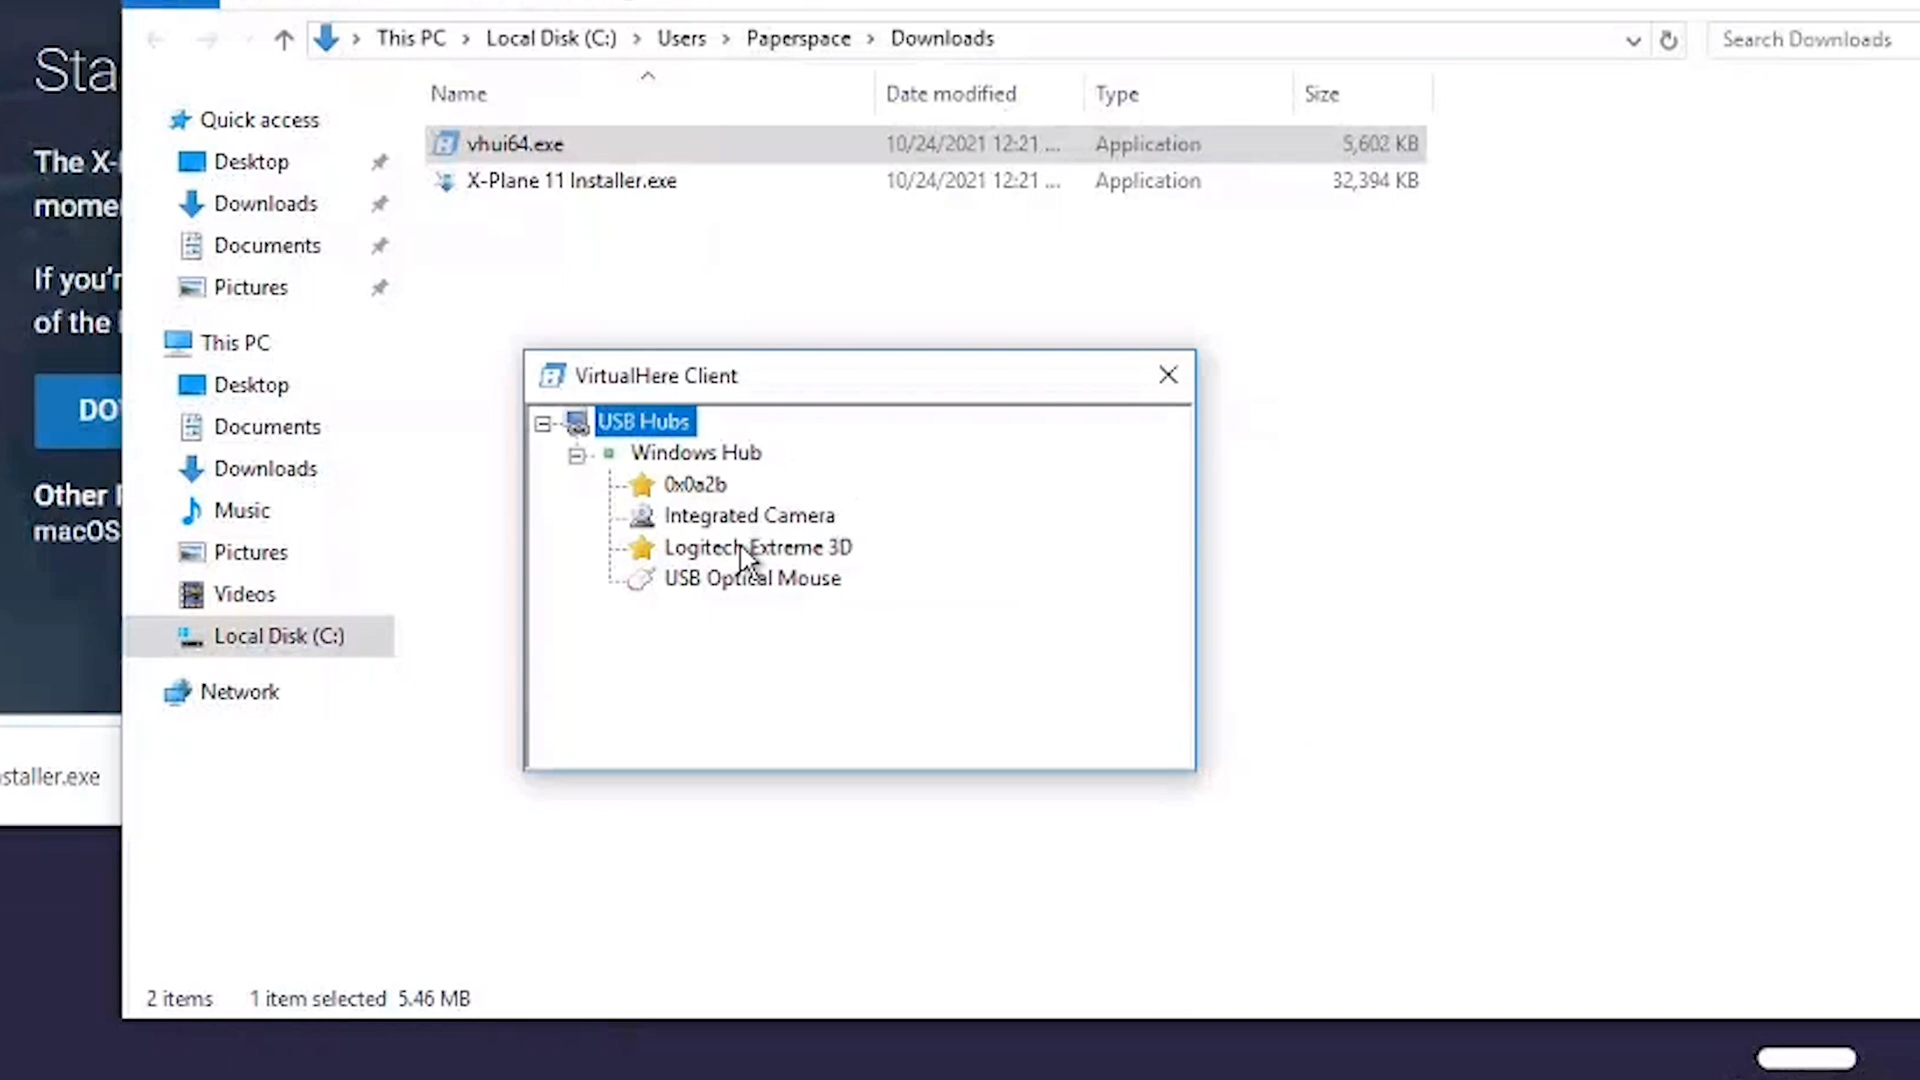 This PC > Local Disk (C:) > Users > Paperspace > Downloads
Search Downloads
Name
Date modified
Type
Size
vhui64.exe
10/24/2021 12:21 ...
Application
5,602 KB
X-Plane 11 Installer.exe
10/24/2021 12:21 ...
Application
32,394 KB
Quick access
Desktop
Downloads
Documents
Pictures
This PC
Desktop
Documents
Downloads
Music
Pictures
Videos
Local Disk (C:)
Network
VirtualHere Client
USB Hubs
Windows Hub
0x0a2b
Integrated Camera
Logitech Extreme 3D
USB Optical Mouse
Sta
The X-
mome
If you'r
of the
DO
Other
macOS
staller.exe
2 items
1 item selected 5.46 MB